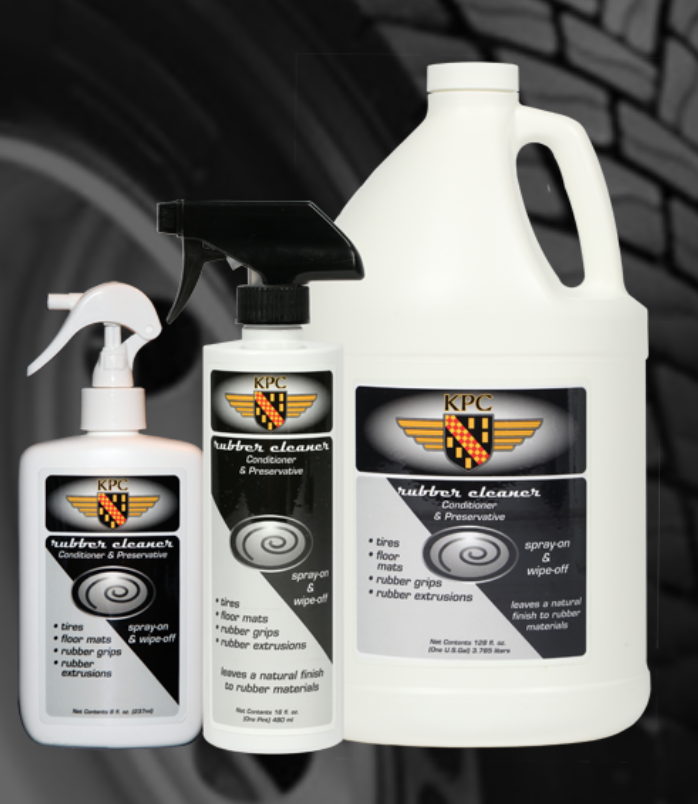 KPC
rubber cleaner
Conditioner & Preservative
• tires
• floor mats
• rubber grips
• rubber
extrusions
spray-on
& wipe-off
Net Contents 8 fl. oz. (237ml)
KPC
rubber cleaner
Conditioner
& Preservative
spray-on
&
wipe-off
• tires
• floor mats
• rubber grips
• rubber extrusions
leaves a natural finish
to rubber materials
Net Contents 16 fl. oz.
(One Pint) 480 ml
KPC
rubber cleaner
Conditioner
& Preservative
• tires
• floor
mats
• rubber grips
• rubber extrusions
spray-on
&
wipe-off
leaves a natural
finish to rubber
materials
Net Contents 128 fl. oz.
(One U.S.Gal) 3.785 liters